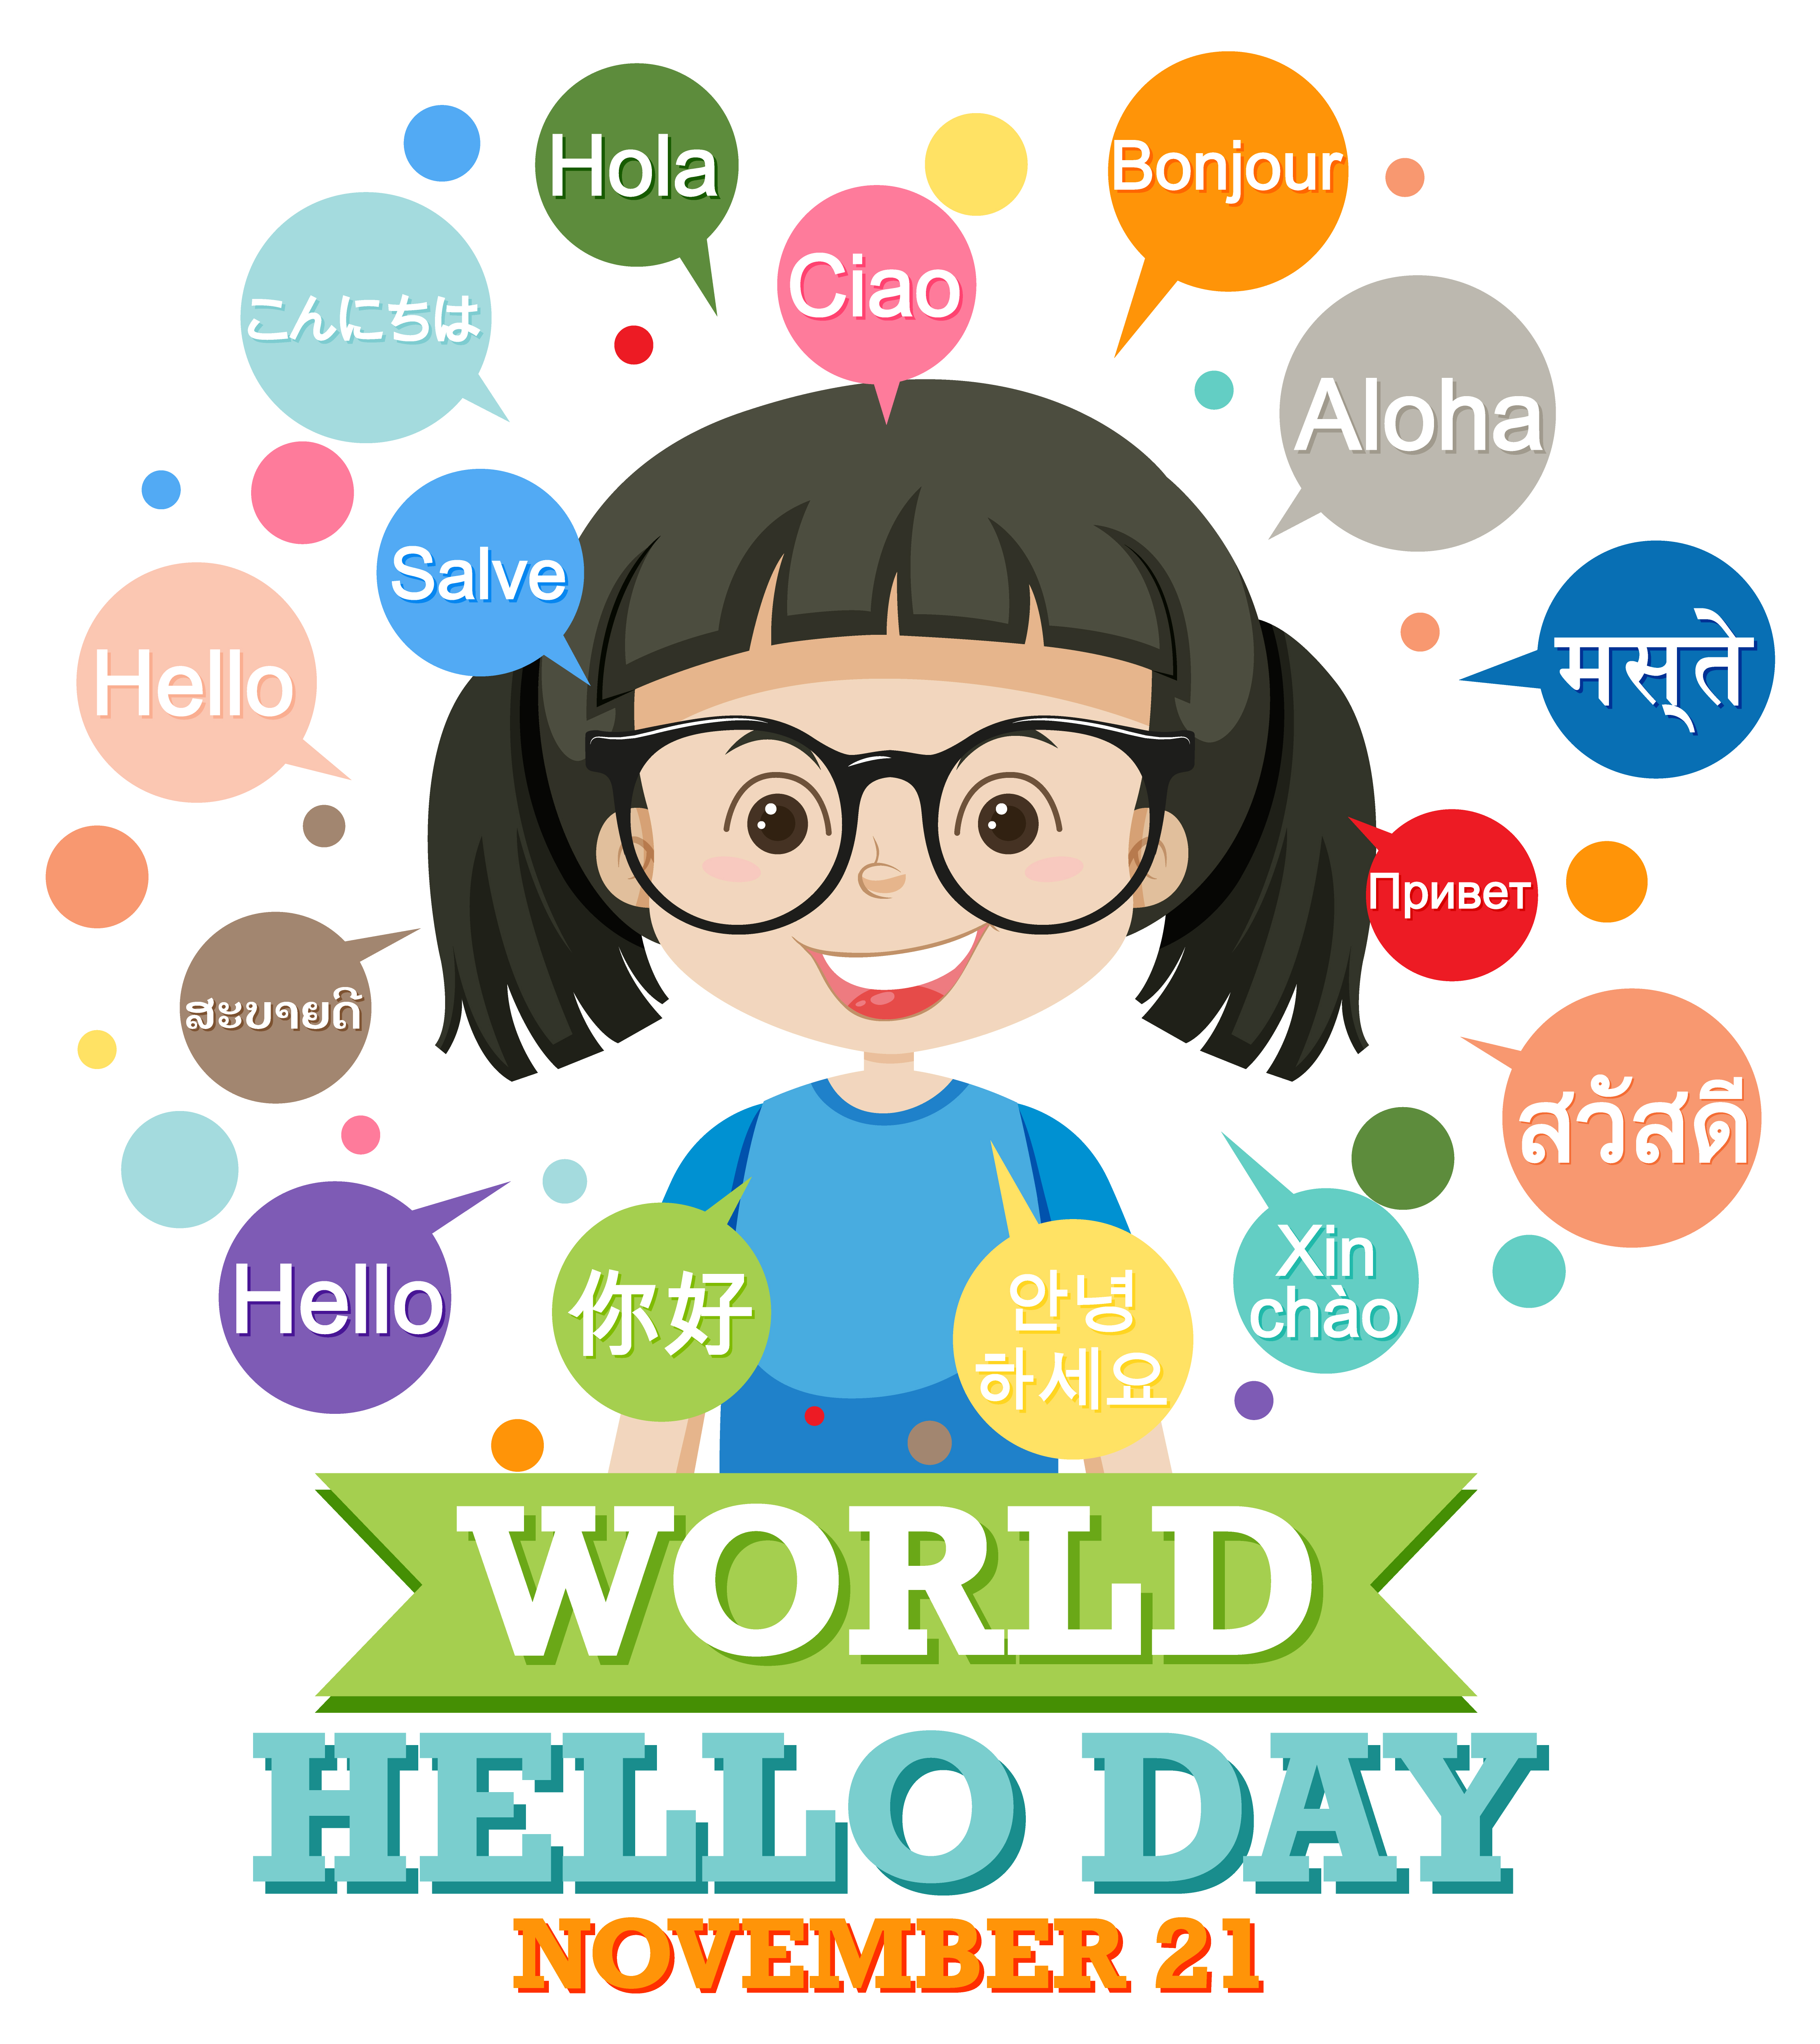 Hola
Bonjour
Ciao
こんにちは
Aloha
Salve
Hello
मस्ते
Привет
ສະບາຍດີ
สวัสดี
Hello
你好
안녕
하세요
Xin
chào
WORLD
HELLO DAY
NOVEMBER 21